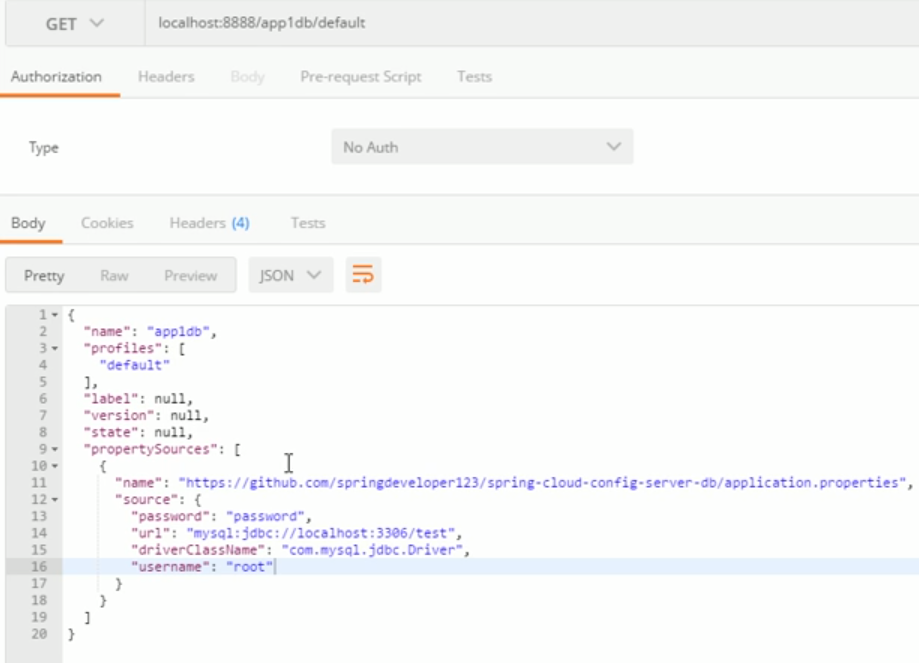 GET localhost:8888/app1db/default
Authorization Headers Body Pre-request Script Tests
Type No Auth
Body Cookies Headers (4) Tests
Pretty Raw Preview JSON
1 {
2 "name": "app1db",
3 "profiles": [
4 "default"
5 ],
6 "label": null,
7 "version": null,
8 "state": null,
9 "propertySources": [
10 {
11 "name": "https://github.com/springdeveloper123/spring-cloud-config-server-db/application.properties",
12 "source": {
13 "password": "password",
14 "url": "mysql:jdbc://localhost:3306/test",
15 "driverClassName": "com.mysql.jdbc.Driver",
16 "username": "root"
17 }
18 }
19 ]
20 }